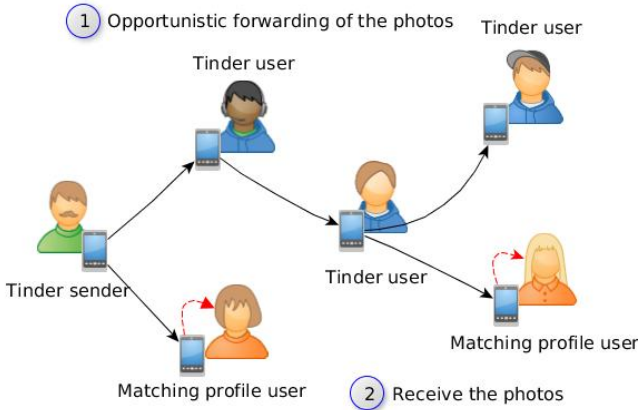 1 Opportunistic forwarding of the photos
Tinder user
Tinder user
Tinder sender
Tinder user
Matching profile user
Matching profile user
2 Receive the photos